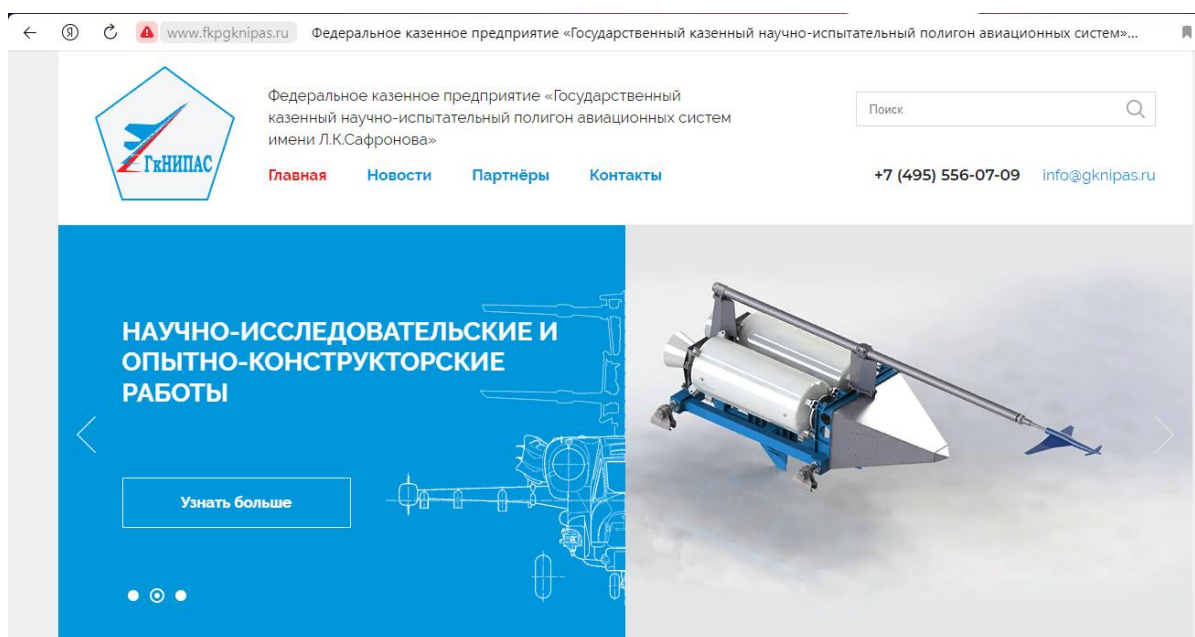 www.fkpgknipas.ru Федеральное казенное предприятие «Государственный казенный научно-испытательный полигон авиационных систем»...
ГкНИПАС
Федеральное казенное предприятие «Государственный
казенный научно-испытательный полигон авиационных систем
имени Л.К.Сафронова»
Поиск
Главная Новости Партнёры Контакты
+7 (495) 556-07-09 info@gknipas.ru
НАУЧНО-ИССЛЕДОВАТЕЛЬСКИЕ И
ОПЫТНО-КОНСТРУКТОРСКИЕ
РАБОТЫ
Узнать больше